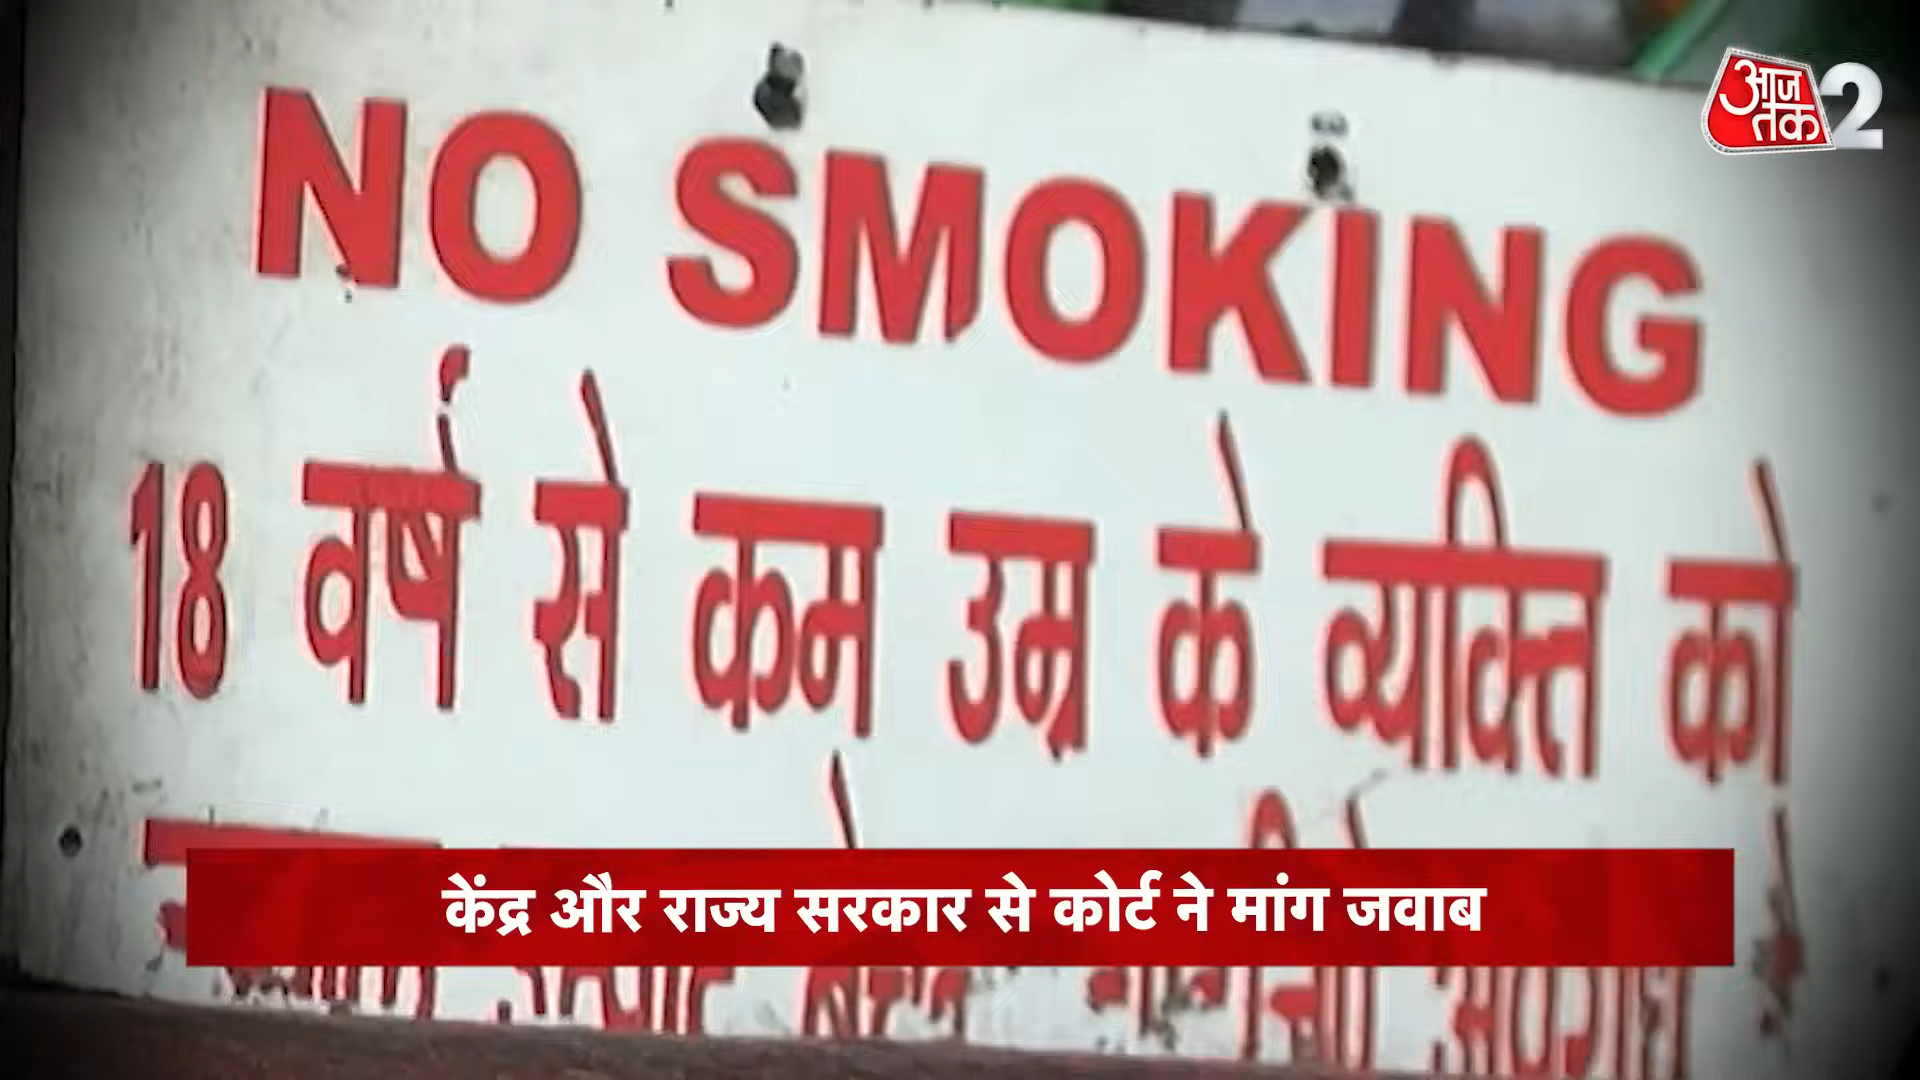 आज तक 2
NO SMOKING
18 वर्ष से कम उम्र के व्यक्ति को
केंद्र और राज्य सरकार से कोर्ट ने मांग जवाब